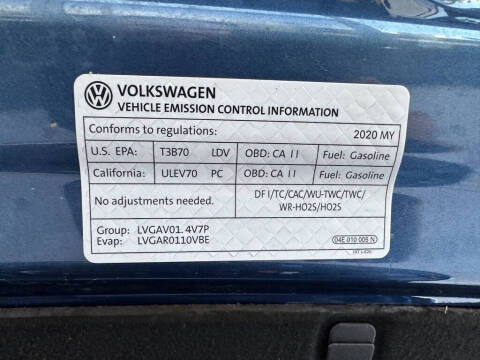 VOLKSWAGEN
VEHICLE EMISSION CONTROL INFORMATION
Conforms to regulations: 2020 MY
U.S. EPA: T3B70 LDV OBD: CA II Fuel: Gasoline
California: ULEV70 PC OBD: CA II Fuel: Gasoline
No adjustments needed. DFI/TC/CAC/WU-TWC/TWC/
WR-HO2S/HO2S
Group: LVGAV01.4V7P
Evap: LVGAR0110VBE
04E 010 005 N